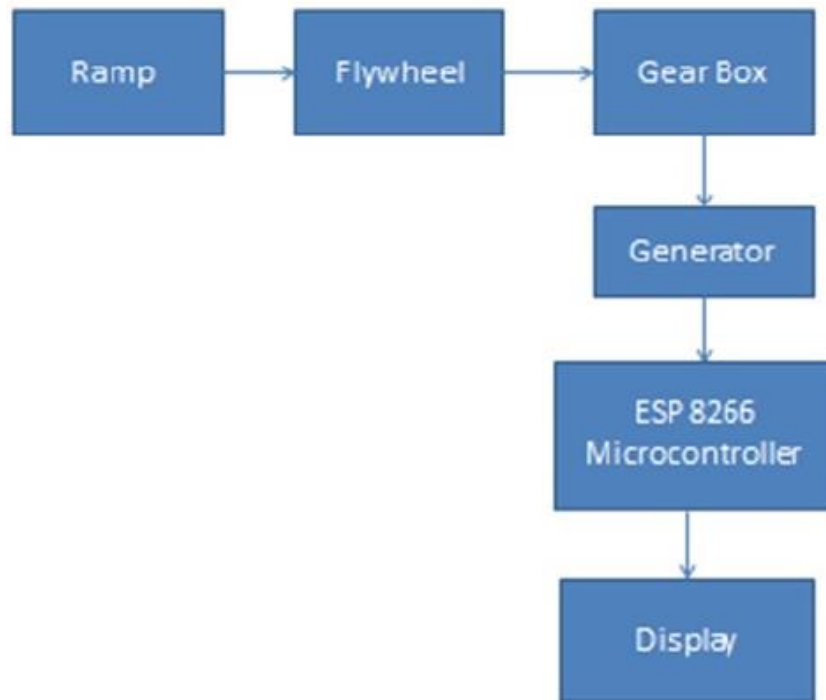 Ramp
Flywheel
Gear Box
Generator
ESP 8266
Microcontroller
Display